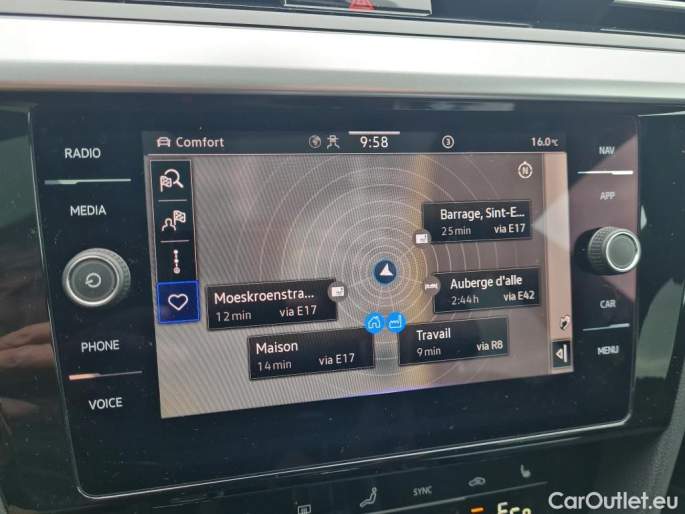 RADIO
MEDIA
PHONE
VOICE
Comfort
9:58
3
16.0°C
N
Barrage, Sint-E...
25 min via E17
Auberge d'alle
2:44h via E42
Moeskroenstra...
12 min via E17
Maison
14 min via E17
Travail
9 min via R8
NAV
APP
CAR
MENU
SYNC
CarOutlet.eu